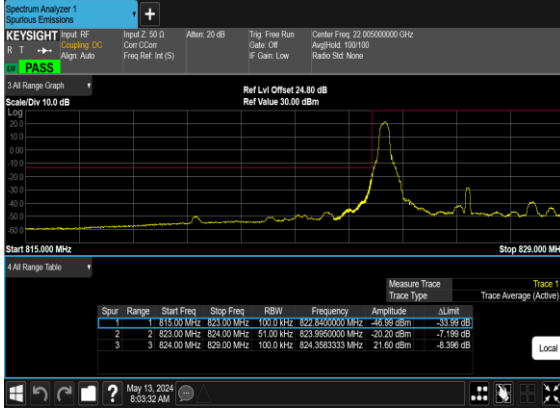 Spectrum Analyzer 1
Spurious Emissions
KEYSIGHT Input: RF Input Z: 50 Ω Atten: 20 dB Trig: Free Run Center Freq: 22.005000000 GHz
R T Coupling: DC Corr CCorr Gate: Off Avg|Hold: 100/100
Align: Auto Freq Ref: Int (S) IF Gain: Low Radio Std: None
PASS
3.All Range Graph
Ref Lvl Offset 24.80 dB
Scale/Div 10.0 dB Ref Value 30.00 dBm
Log
20.0
10.0
0.00
-10.0
-20.0
-30.0
-40.0
-50.0
-60.0
Start 815.000 MHz Stop 829.000 MH
4.All Range Table
Measure Trace Trace 1
Trace Type Trace Average (Active)
Spur Range Start Freq Stop Freq RBW Frequency Amplitude ΔLimit
1 1 815.00 MHz 823.00 MHz 100.0 kHz 822.8400000 MHz -46.99 dBm -33.99 dB
2 2 823.00 MHz 824.00 MHz 51.00 kHz 823.9950000 MHz -20.20 dBm -7.199 dB
3 3 824.00 MHz 829.00 MHz 100.0 kHz 824.3583333 MHz 21.60 dBm -8.396 dB
Local
May 13, 2024
8:03:32 AM